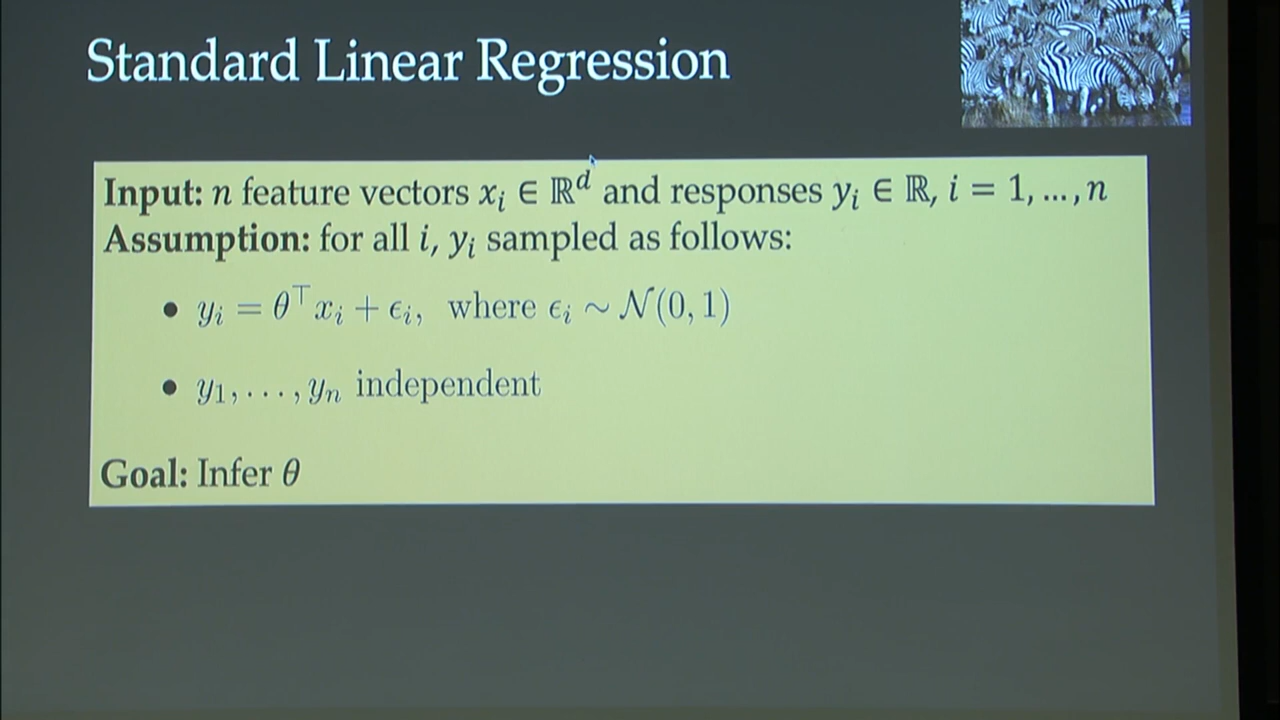 Standard Linear Regression
Input: n feature vectors xᵢ ∈ ℝᵈ and responses yᵢ ∈ ℝ, i = 1, ..., n
Assumption: for all i, yᵢ sampled as follows:
• yᵢ = θ⊤xᵢ + ϵᵢ, where ϵᵢ ~ 𝒩(0, 1)
• y₁, . . . , yₙ independent
Goal: Infer θ